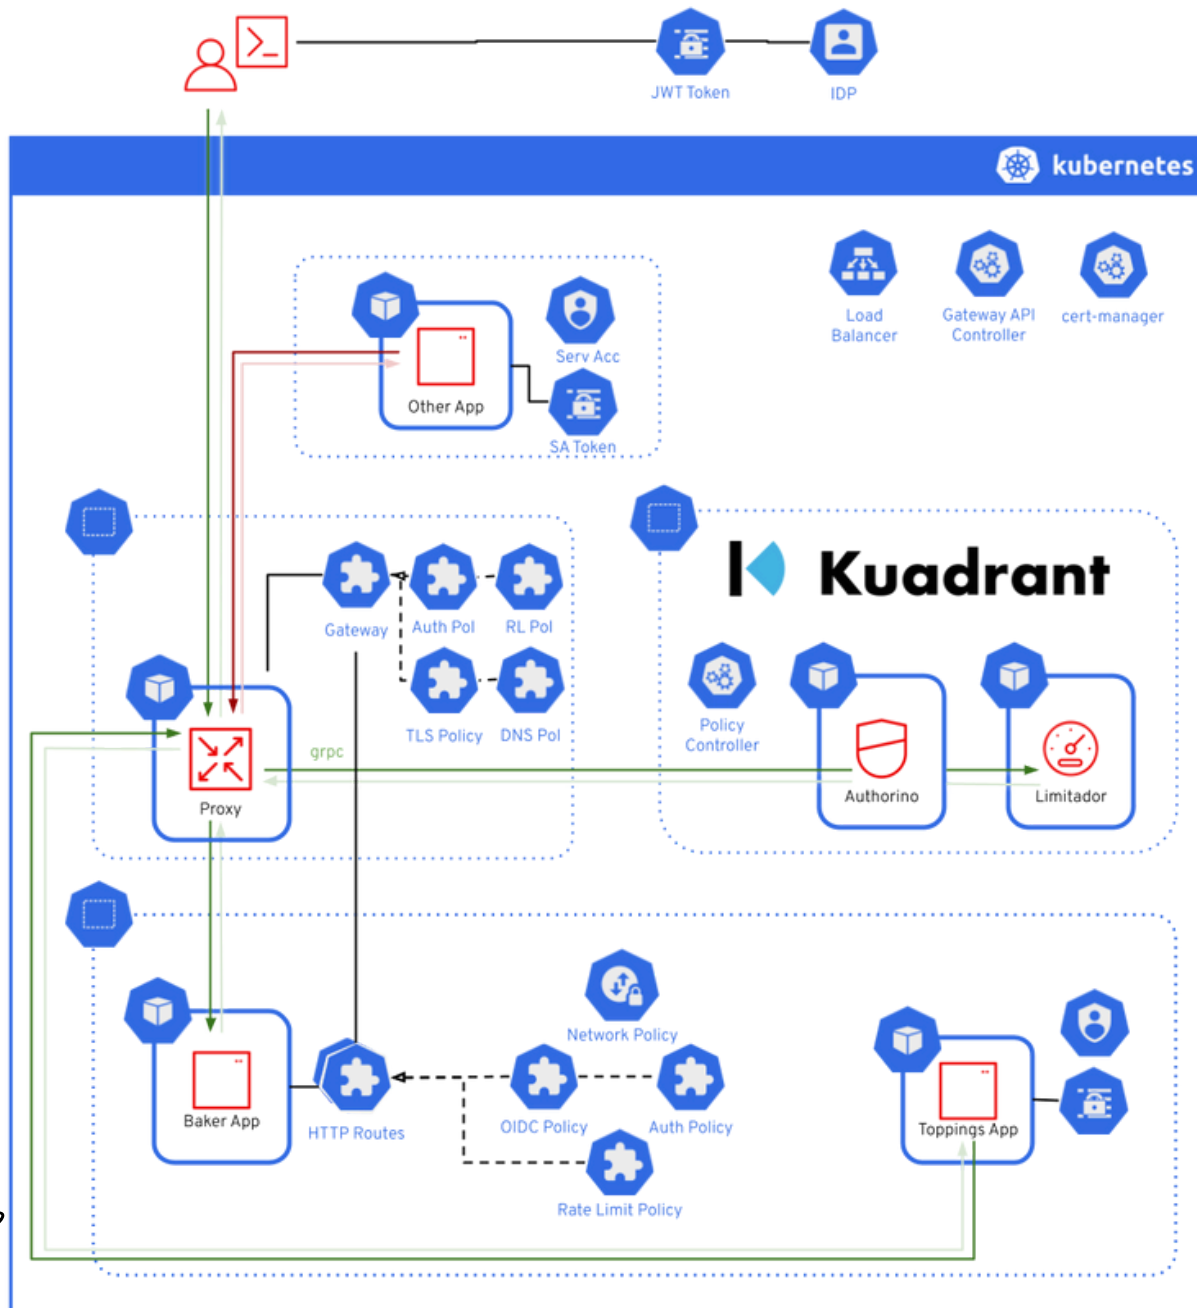 JWT Token
IDP
kubernetes
Load
Balancer
Gateway API
Controller
cert-manager
Serv Acc
Other App
SA Token
Kuadrant
Gateway
Auth Pol
RL Pol
TLS Policy
DNS Pol
Policy
Controller
grpc
Proxy
Authorino
Limitador
Network Policy
Baker App
HTTP Routes
OIDC Policy
Auth Policy
Toppings App
Rate Limit Policy